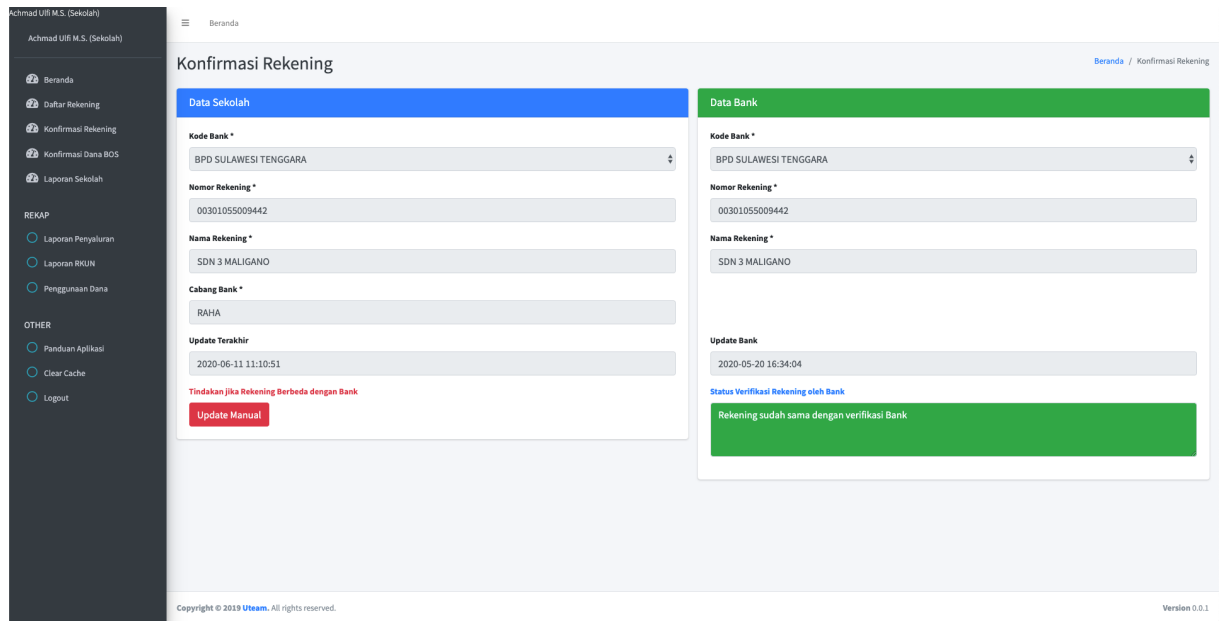 Achmad Ulfi M.S. (Sekolah)
Achmad Ulfi M.S. (Sekolah)
Beranda
Daftar Rekening
Konfirmasi Rekening
Konfirmasi Dana BOS
Laporan Sekolah
REKAP
Laporan Penyaluran
Laporan RKUN
Penggunaan Dana
OTHER
Panduan Aplikasi
Clear Cache
Logout
Beranda
Konfirmasi Rekening
Beranda / Konfirmasi Rekening
Data Sekolah
Kode Bank *
BPD SULAWESI TENGGARA
Nomor Rekening *
00301055009442
Nama Rekening *
SDN 3 MALIGANO
Cabang Bank *
RAHA
Update Terakhir
2020-06-11 11:10:51
Tindakan jika Rekening Berbeda dengan Bank
Update Manual
Data Bank
Kode Bank *
BPD SULAWESI TENGGARA
Nomor Rekening *
00301055009442
Nama Rekening *
SDN 3 MALIGANO
Update Bank
2020-05-20 16:34:04
Status Verifikasi Rekening oleh Bank
Rekening sudah sama dengan verifikasi Bank
Copyright © 2019 Uteam. All rights reserved.
Version 0.0.1